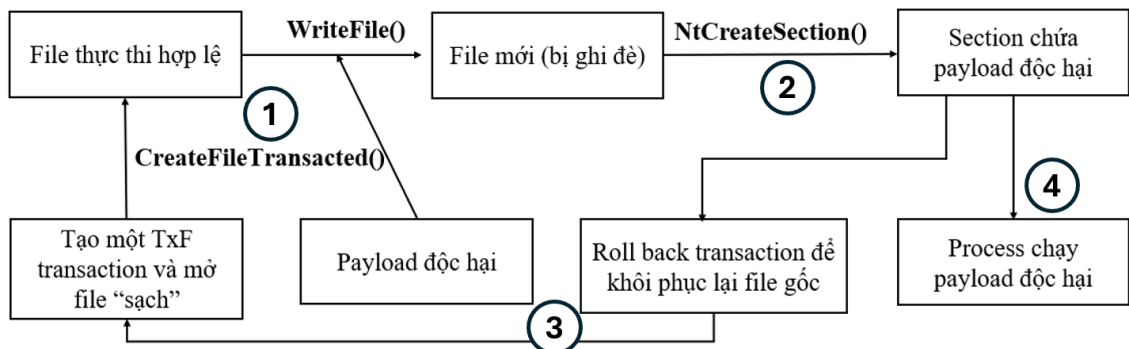 File thực thi hợp lệ
WriteFile()
File mới (bị ghi đè)
NtCreateSection()
Section chứa
payload độc hại
1
2
CreateFileTransacted()
4
Tạo một TxF
transaction và mở
file “sạch”
Payload độc hại
Roll back transaction để
khôi phục lại file gốc
Process chạy
payload độc hại
3